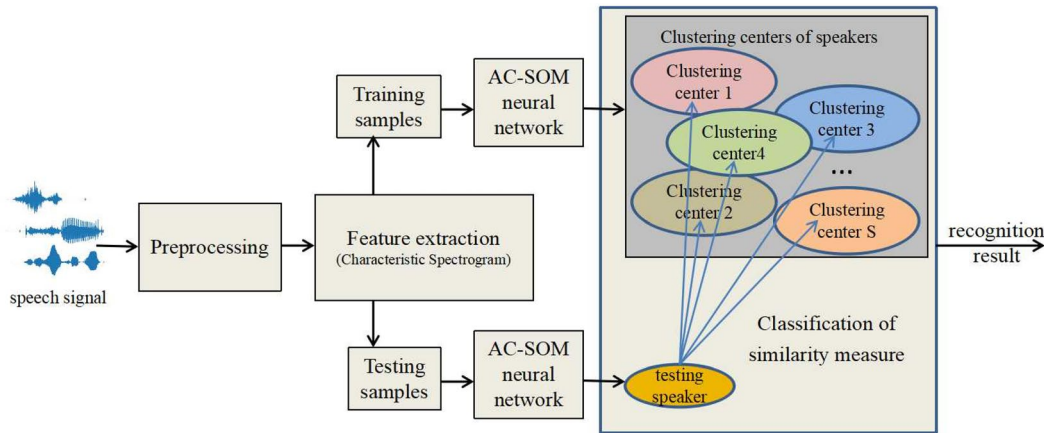 speech signal
Preprocessing
Feature extraction
(Characteristic Spectrogram)
Training
samples
AC-SOM
neural
network
Testing
samples
AC-SOM
neural
network
Clustering centers of speakers
Clustering
center 1
Clustering
center 3
Clustering
center4
...
Clustering
center 2
Clustering
center S
Classification of
similarity measure
testing
speaker
recognition
result